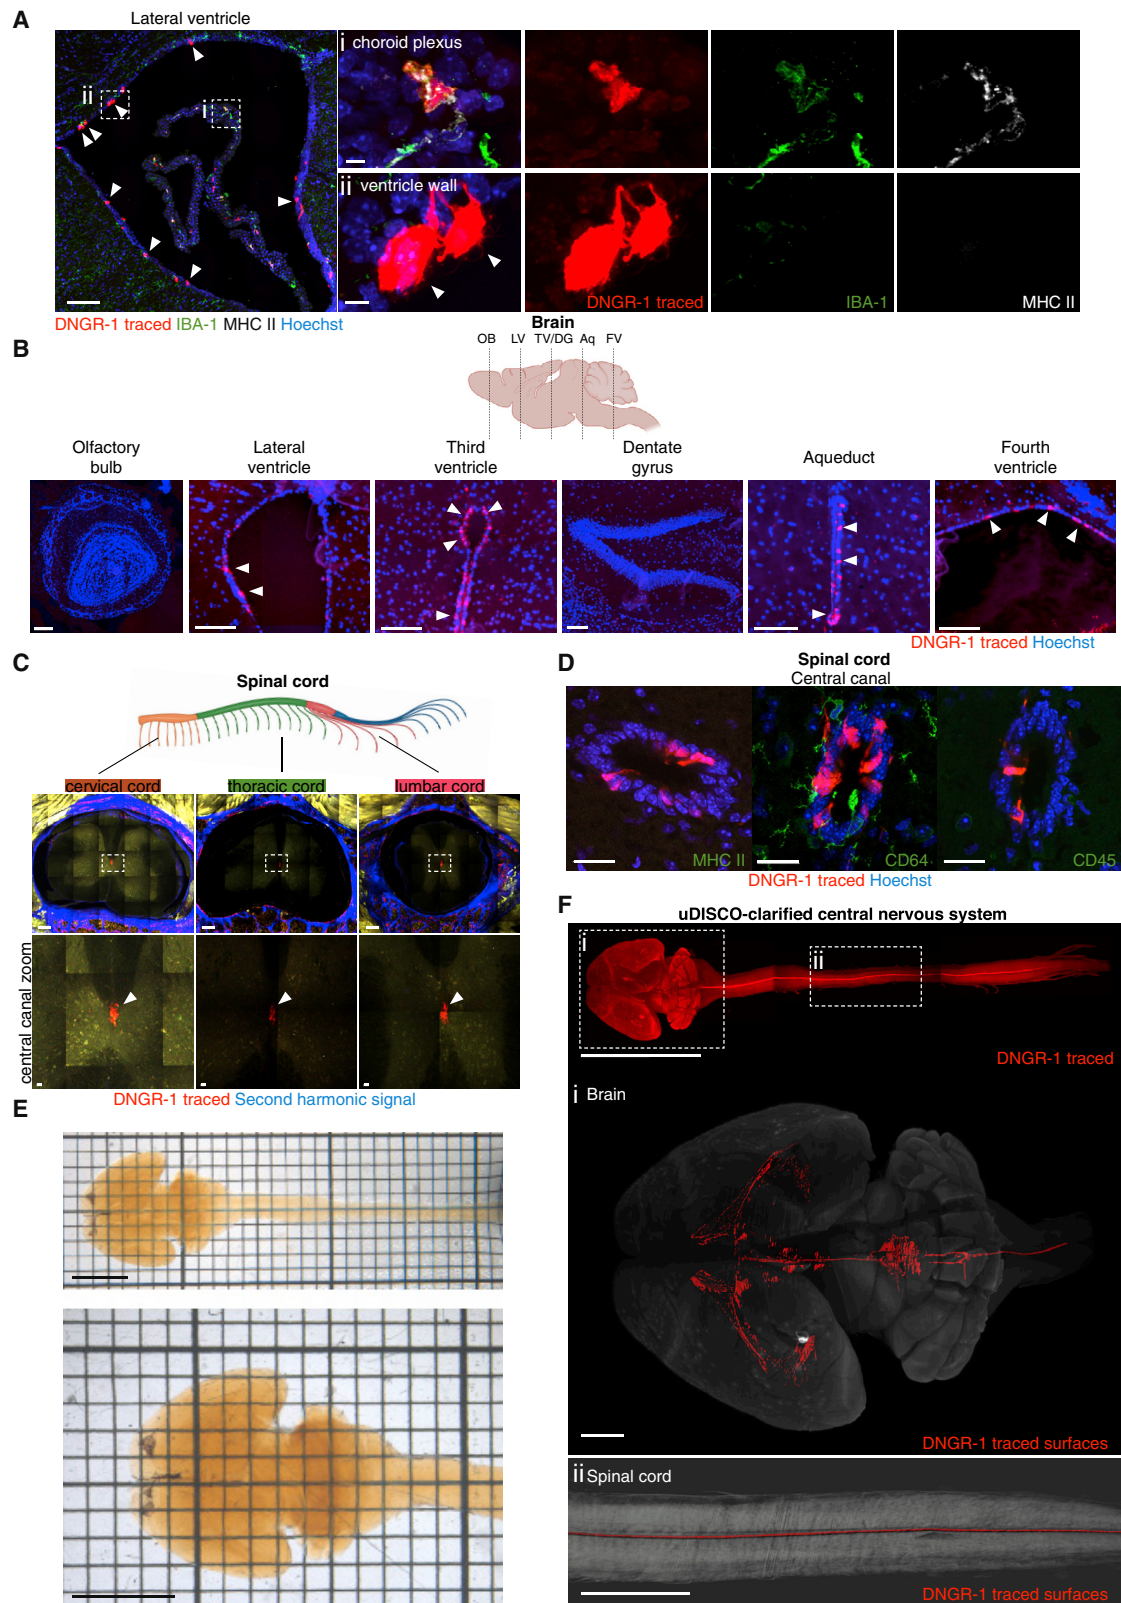 A
Lateral ventricle
ii
i
i choroid plexus
ii ventricle wall
DNGR-1 traced
IBA-1
MHC II
DNGR-1 traced IBA-1 MHC II Hoechst
B
Brain
OB LV TV/DG Aq FV
Olfactory bulb
Lateral ventricle
Third ventricle
Dentate gyrus
Aqueduct
Fourth ventricle
DNGR-1 traced Hoechst
C
Spinal cord
cervical cord
thoracic cord
lumbar cord
central canal zoom
DNGR-1 traced Second harmonic signal
D
Spinal cord
Central canal
MHC II
CD64
CD45
DNGR-1 traced Hoechst
E
F
uDISCO-clarified central nervous system
i
ii
DNGR-1 traced
i Brain
DNGR-1 traced surfaces
ii Spinal cord
DNGR-1 traced surfaces